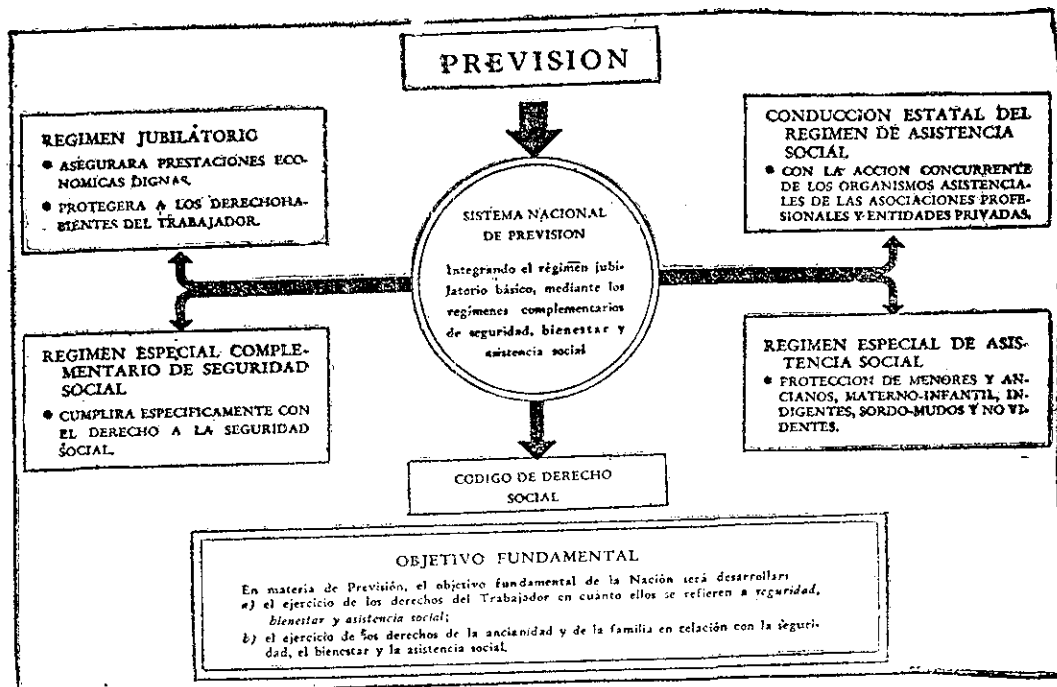 PREVISION
REGIMEN JUBILATORIO
● ASEGURARA PRESTACIONES ECO-
NOMICAS DIGNAS.
● PROTEGERA A LOS DERECHOHA-
BIENTES DEL TRABAJADOR.
REGIMEN ESPECIAL COMPLE-
MENTARIO DE SEGURIDAD
SOCIAL
● CUMPLIRA ESPECIFICAMENTE CON
EL DERECHO A LA SEGURIDAD
SOCIAL.
SISTEMA NACIONAL
DE PREVISION
Integrando el régimen jubi-
latorio básico, mediante los
regímenes complementarios
de seguridad, bienestar y
asistencia social
CONDUCCION ESTATAL DEL
REGIMEN DE ASISTENCIA
SOCIAL
● CON LA ACCION CONCURRENTE
DE LOS ORGANISMOS ASISTENCIA-
LES DE LAS ASOCIACIONES PROFE-
SIONALES Y ENTIDADES PRIVADAS.
REGIMEN ESPECIAL DE ASIS-
TENCIA SOCIAL
● PROTECCION DE MENORES Y AN-
CIANOS, MATERNO-INFANTIL, IN-
DIGENTES, SORDO-MUDOS Y NO VI-
DENTES.
CODIGO DE DERECHO
SOCIAL
OBJETIVO FUNDAMENTAL
En materia de Previsión, el objetivo fundamental de la Nación será desarrollar:
a) el ejercicio de los derechos del Trabajador en cuánto ellos se refieren a seguridad,
bienestar y asistencia social;
b) el ejercicio de los derechos de la ancianidad y de la familia en relación con la seguri-
dad, el bienestar y la asistencia social.